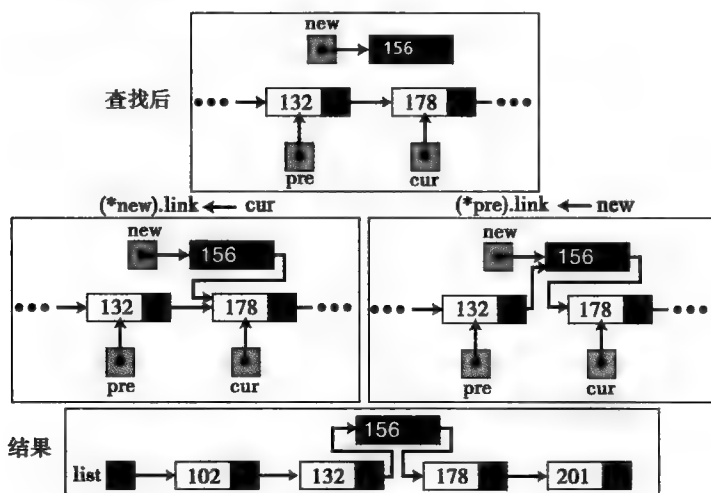 new
156
查找后
132 178
pre cur
(*new).link ← cur
(*pre).link ← new
new
156
132 178
pre cur
new
156
132 178
pre cur
结果
156
list 102 132 178 201